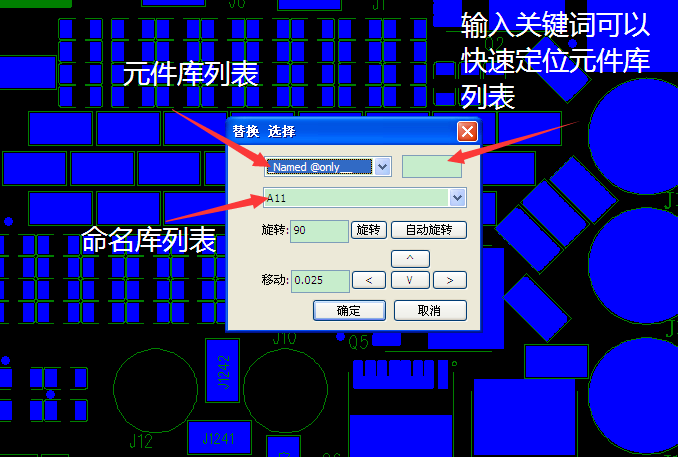 输入关键词可以
快速定位元件库
列表
元件库列表
Q2
替换 选择
_Named @only__
A11
命名库列表
旋转: 90 旋转 自动旋转
^
移动: 0.025 < V >
确定 取消
J10
Q5
J1242
J12
J1241